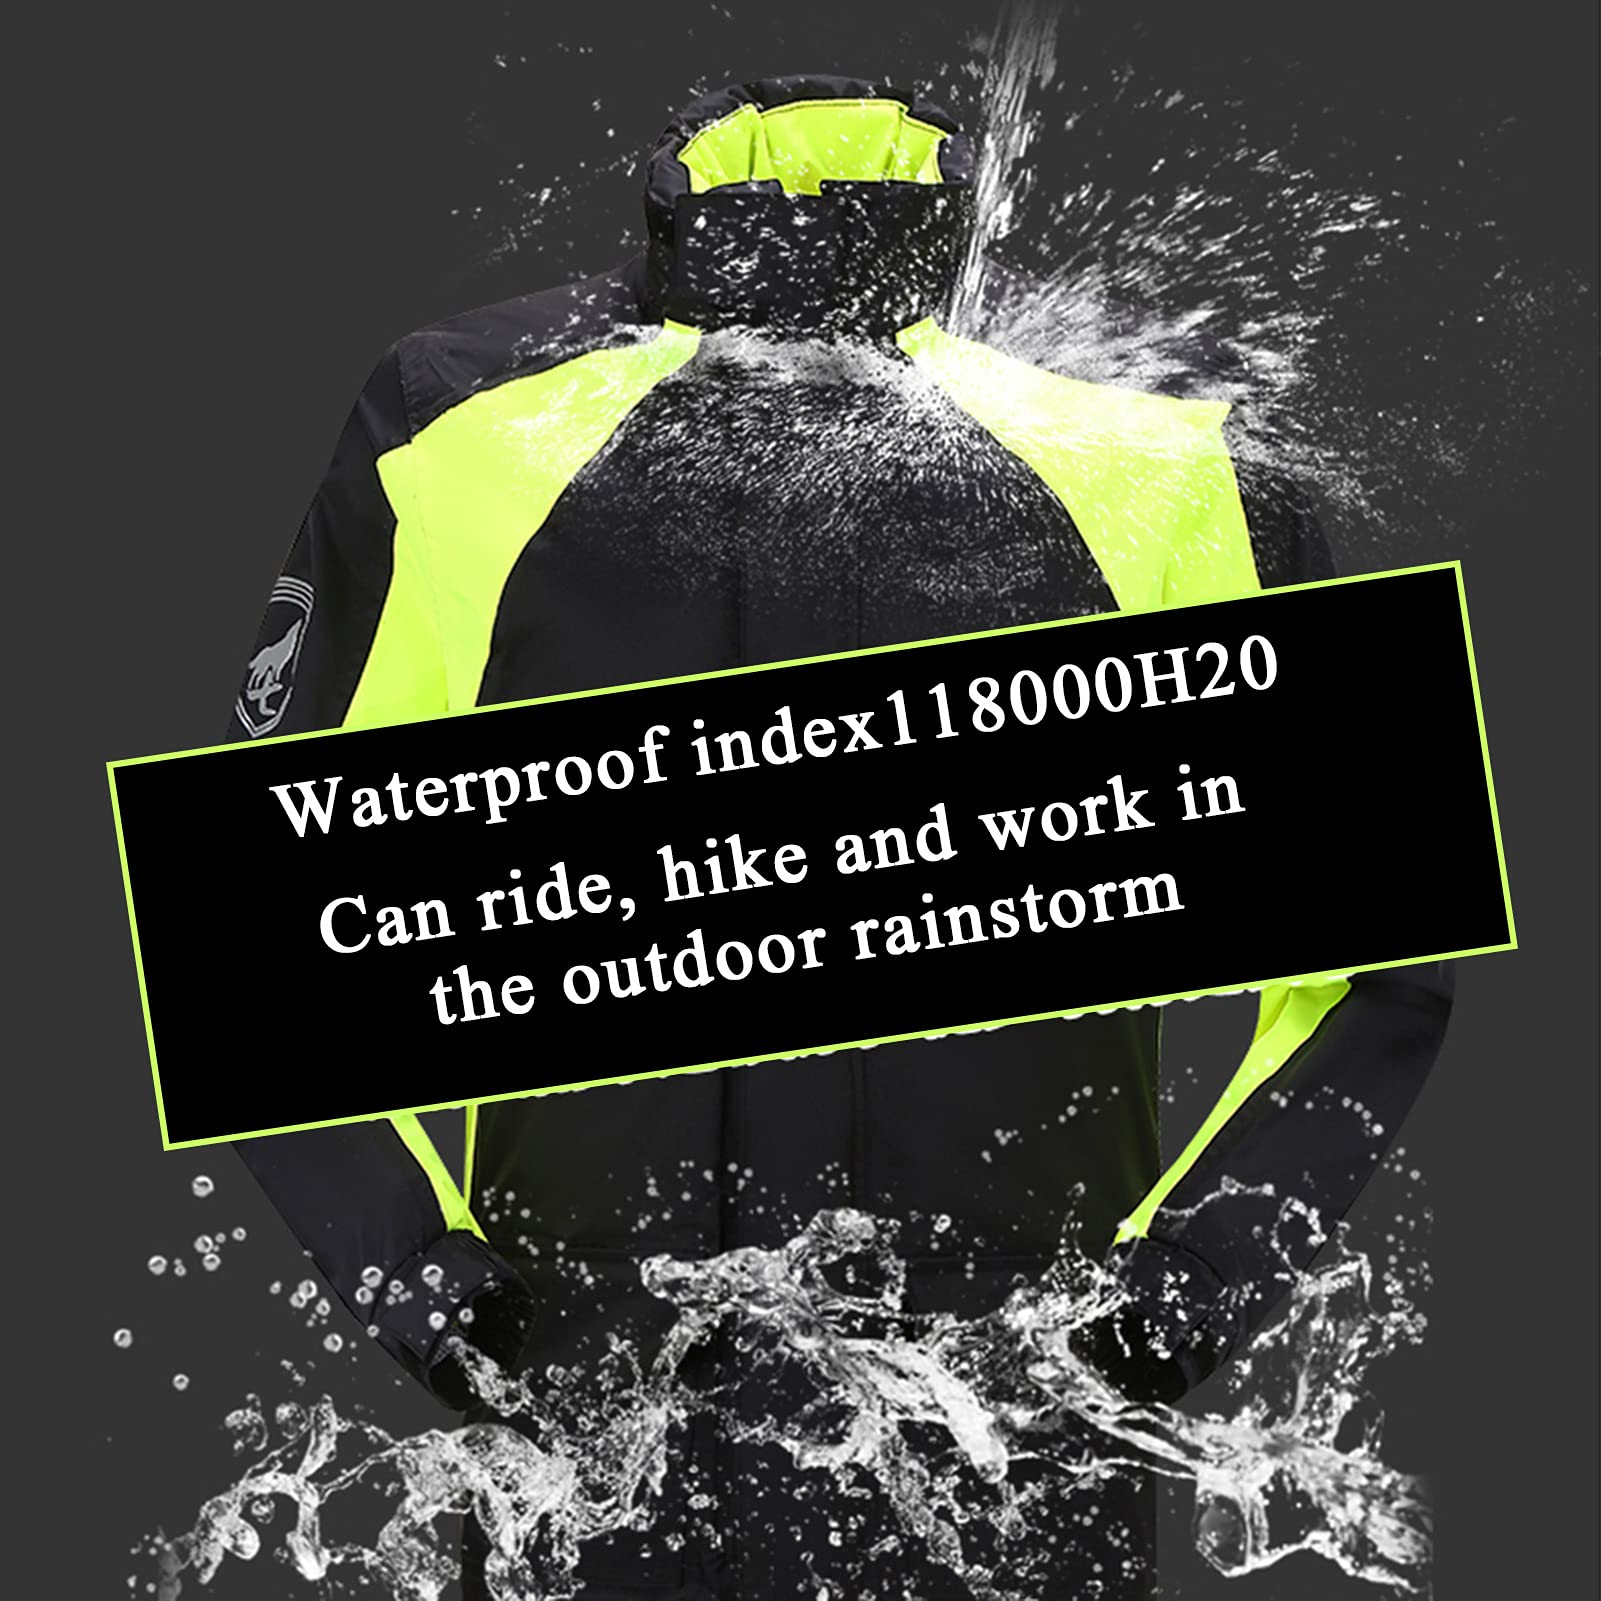 Waterproof index118000H20
Can ride, hike and work in
the outdoor rainstorm